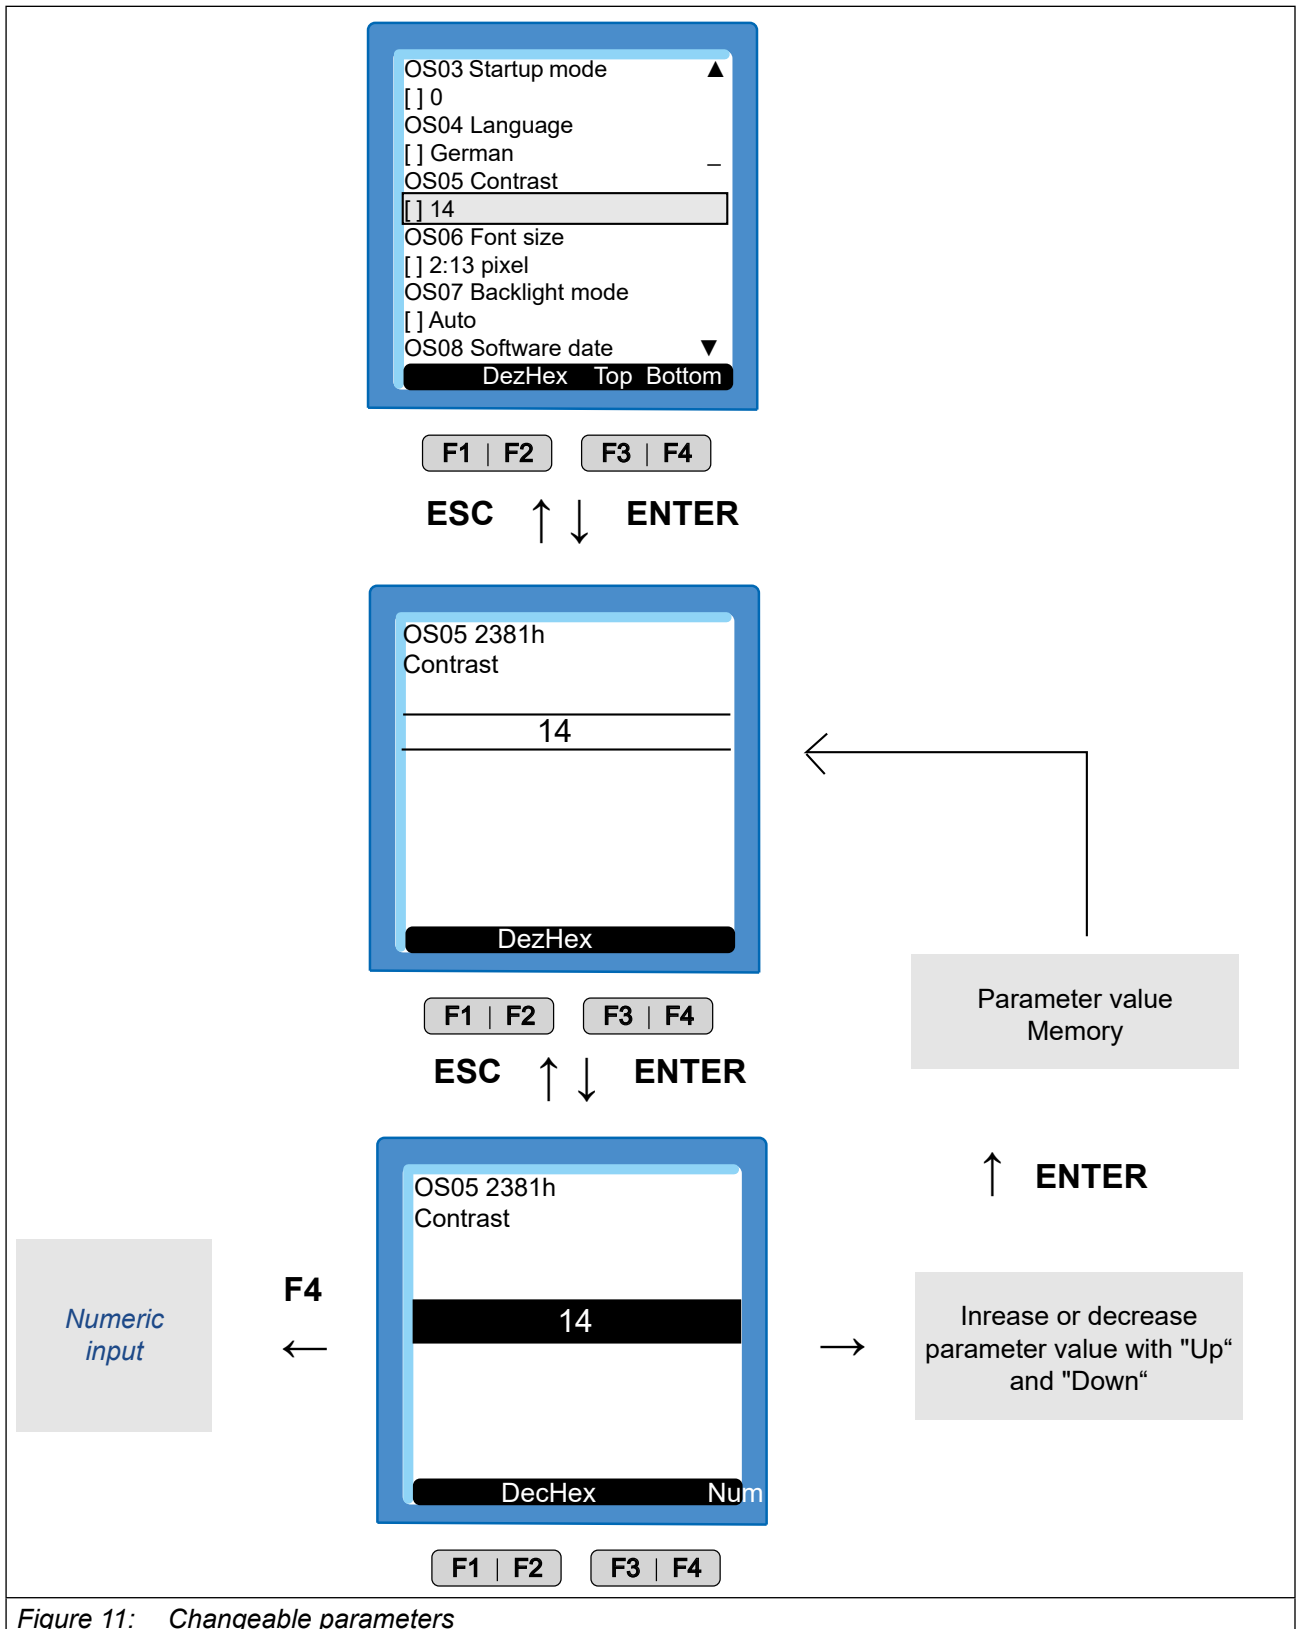 OS03 Startup mode ▲
[ ] 0
OS04 Language
[ ] German _
OS05 Contrast
[ ] 14
OS06 Font size
[ ] 2:13 pixel
OS07 Backlight mode
[ ] Auto
OS08 Software date ▼
DezHex Top Bottom
F1 | F2 F3 | F4
ESC ↑ ↓ ENTER
OS05 2381h
Contrast
14
DezHex
F1 | F2 F3 | F4
ESC ↑ ↓ ENTER
Parameter value
Memory
↑ ENTER
OS05 2381h
Contrast
14
DecHex Num
F1 | F2 F3 | F4
F4
←
Numeric
input
→
Inrease or decrease
parameter value with "Up“
and "Down“
Figure 11: Changeable parameters